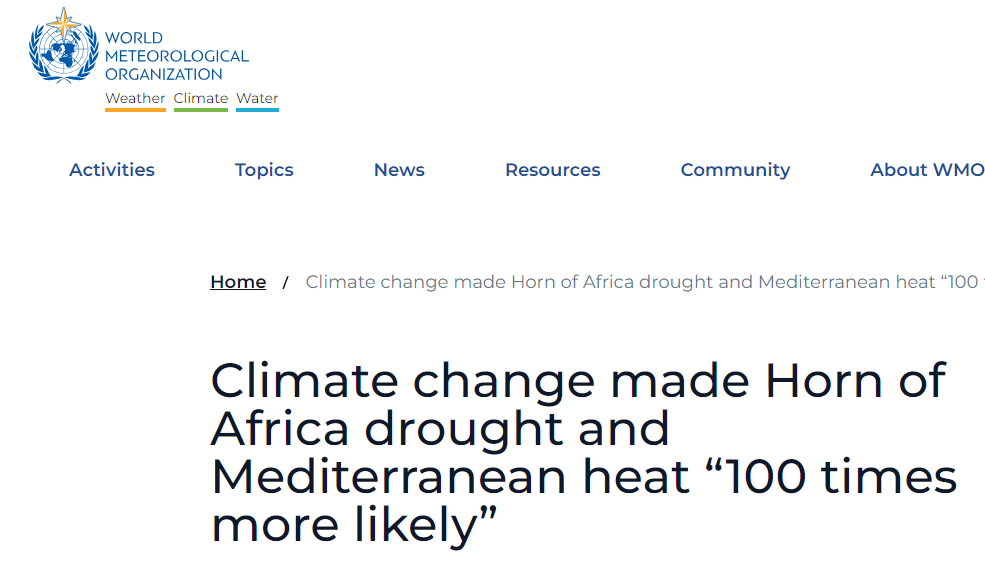 WORLD
METEOROLOGICAL
ORGANIZATION
Weather Climate Water
Activities Topics News Resources Community About WMO
Home / Climate change made Horn of Africa drought and Mediterranean heat “100
Climate change made Horn of
Africa drought and
Mediterranean heat “100 times
more likely”